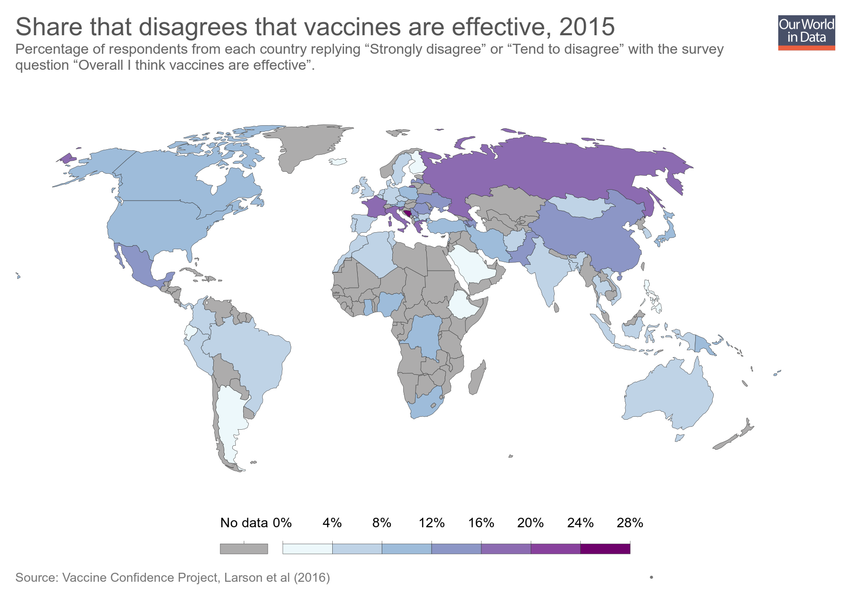 Share that disagrees that vaccines are effective, 2015
Our World
in Data
Percentage of respondents from each country replying “Strongly disagree” or “Tend to disagree” with the survey
question “Overall I think vaccines are effective”.
No data 0% 4% 8% 12% 16% 20% 24% 28%
Source: Vaccine Confidence Project, Larson et al (2016)